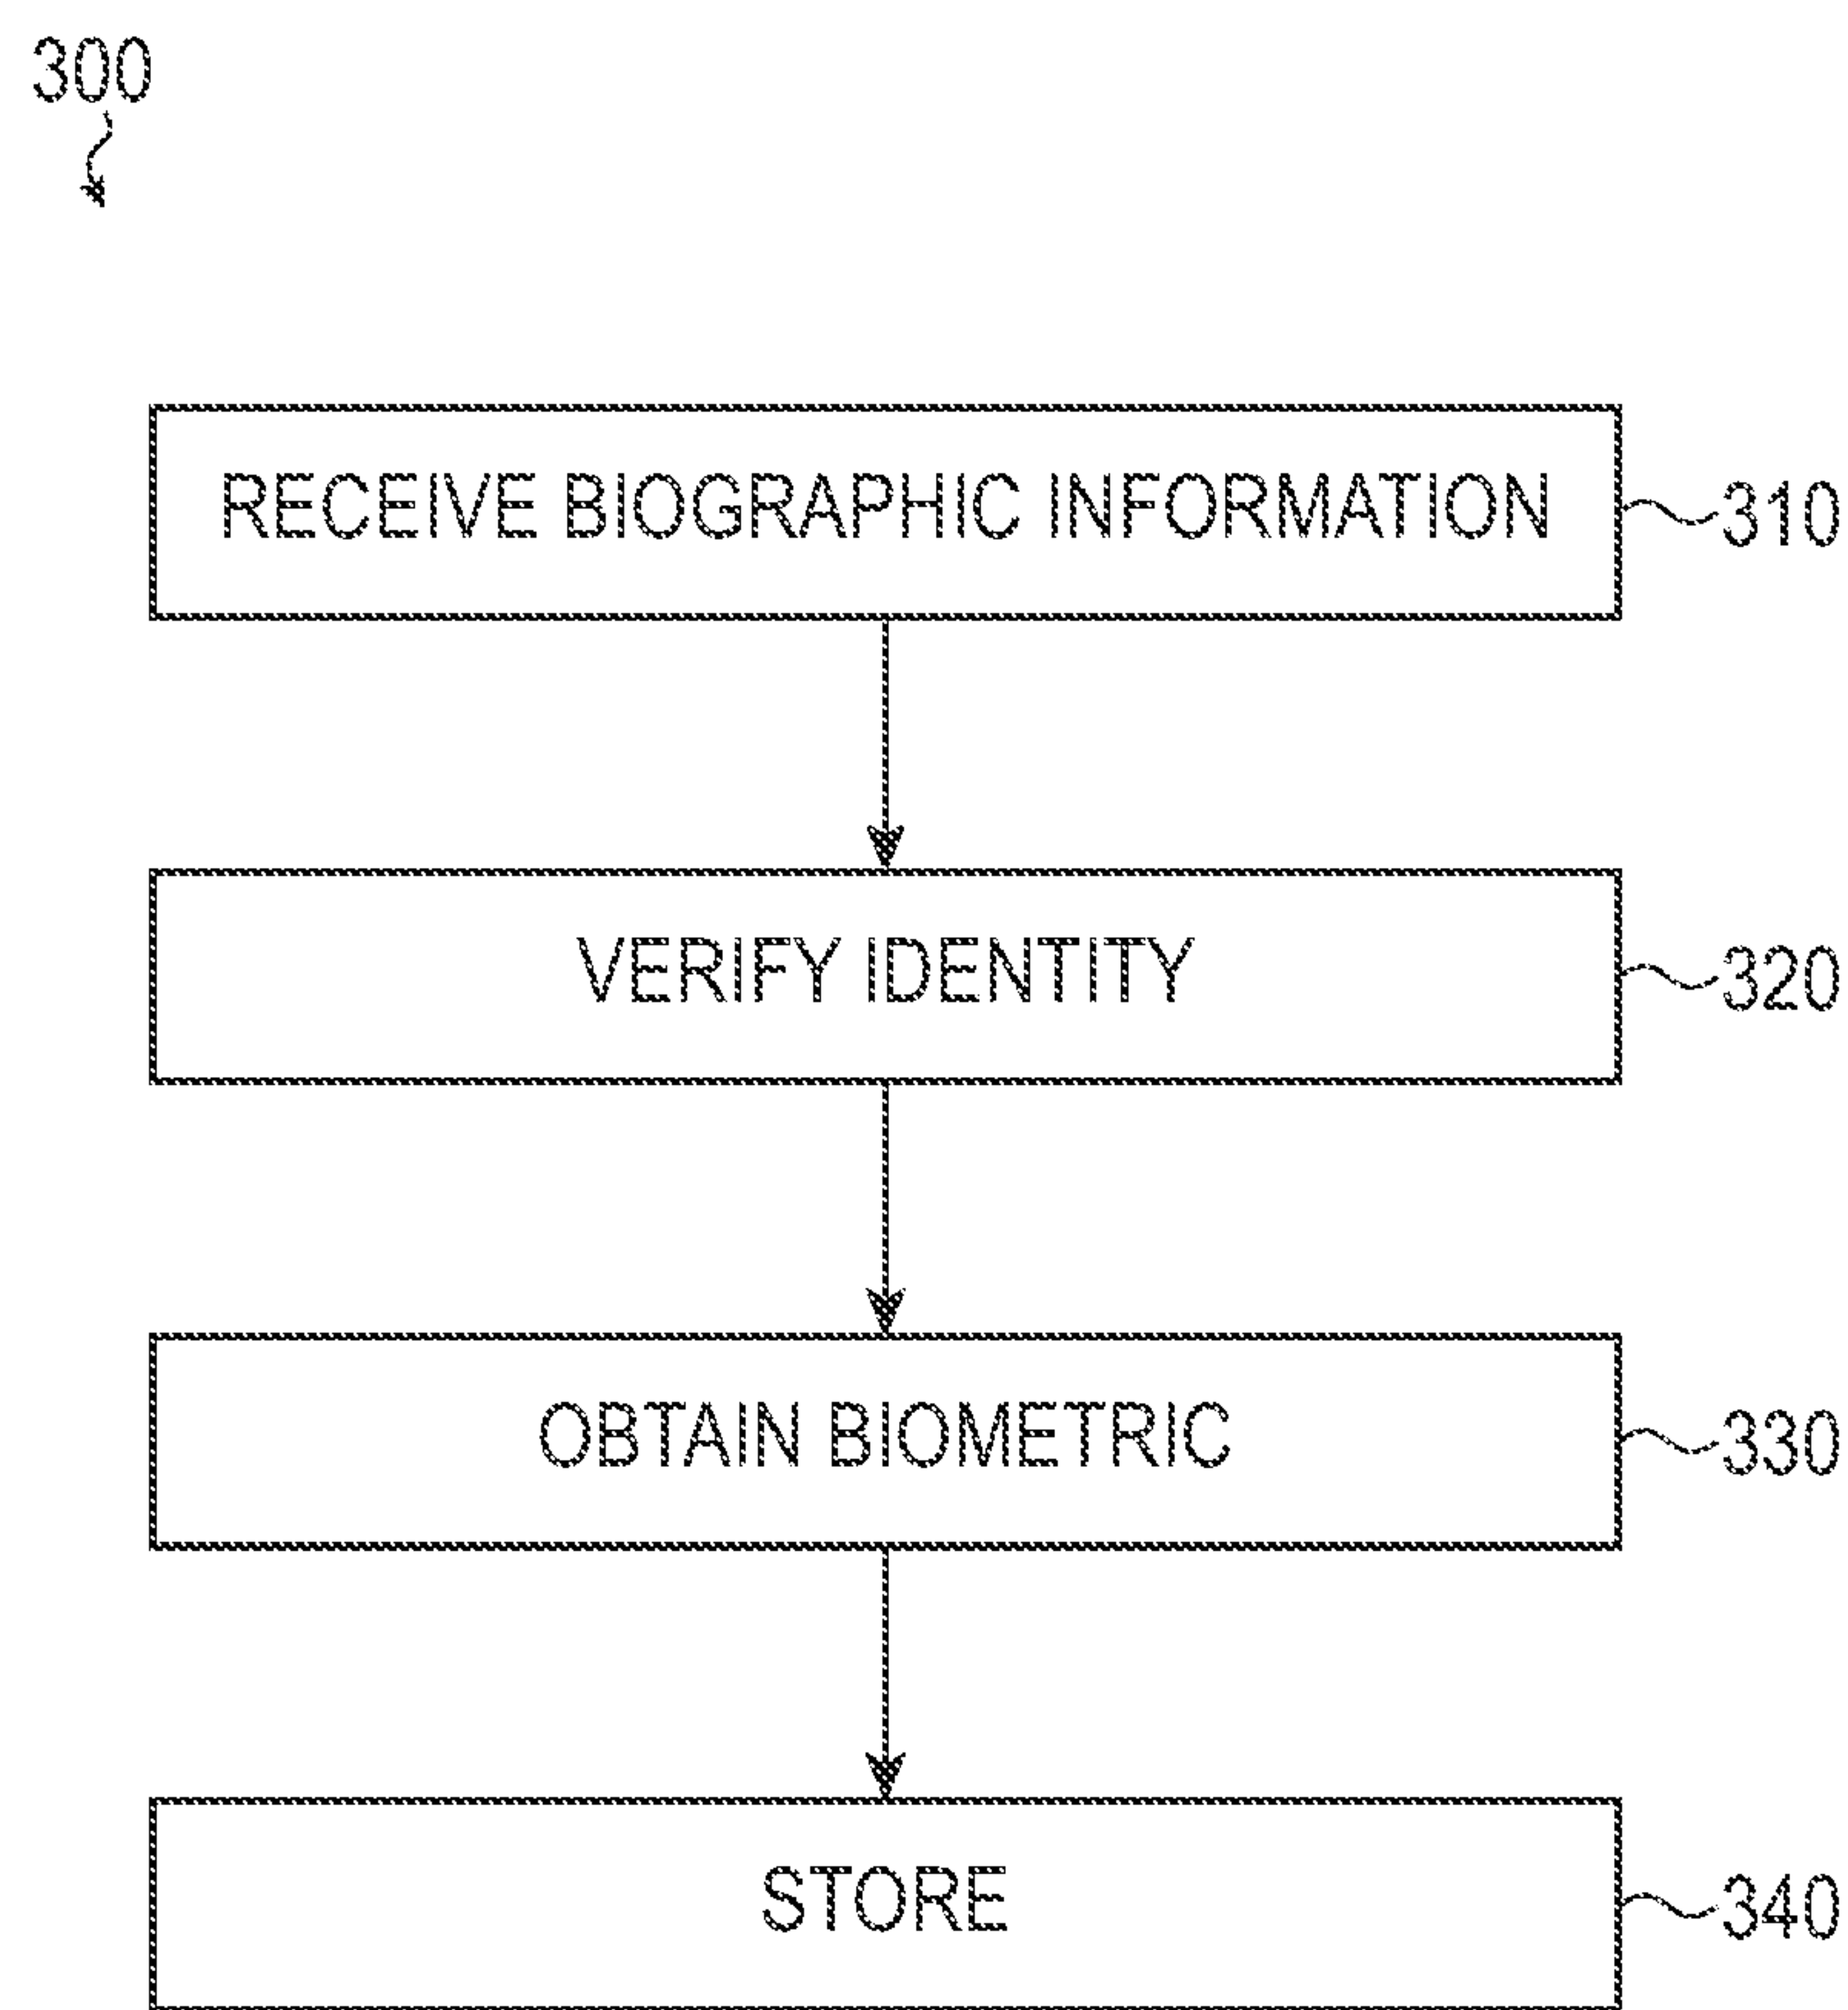 300
RECEIVE BIOGRAPHIC INFORMATION
310
VERIFY IDENTITY
320
OBTAIN BIOMETRIC
330
STORE
340